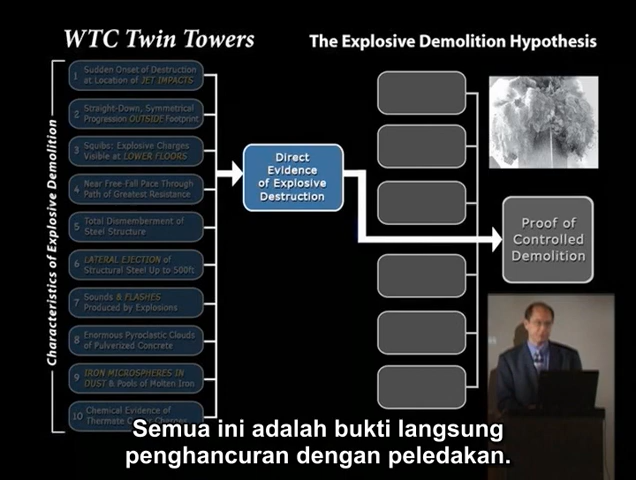 WTC Twin Towers
The Explosive Demolition Hypothesis
Characteristics of Explosive Demolition
1 Sudden Onset of Destruction
at Location of JET IMPACTS
2 Straight-Down, Symmetrical
Progression OUTSIDE Footprint
3 Squibs: Explosive Charges
Visible at LOWER FLOORS
4 Near Free-Fall Pace Through
Path of Greatest Resistance
5 Total Dismemberment of
Steel Structure
6 LATERAL EJECTION of
Structural Steel Up to 500ft
7 Sounds & FLASHES
Produced by Explosions
8 Enormous Pyroclastic Clouds
of Pulverized Concrete
9 IRON MICROSPHERES IN
DUST & Pools of Molten Iron
10 Chemical Evidence of
Thermate
Direct
Evidence
of Explosive
Destruction
Proof of
Controlled
Demolition
Semua ini adalah bukti langsung
penghancuran dengan peledakan.